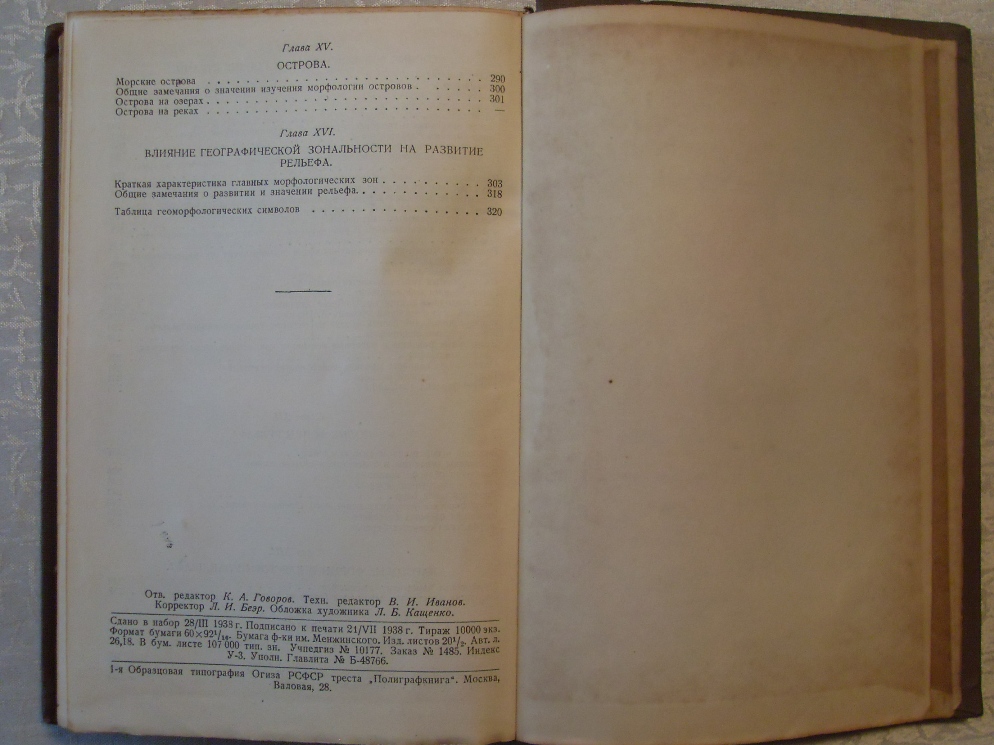 Глава XV.
ОСТРОВА.
Морские острова . . . . . . . . . . . . . . . . . . . . . . . . . . 290
Общие замечания о значении изучения морфологии островов . . . . . . 300
Острова на озерах . . . . . . . . . . . . . . . . . . . . . . . . . . 301
Острова на реках . . . . . . . . . . . . . . . . . . . . . . . . . . —
Глава XVI.
ВЛИЯНИЕ ГЕОГРАФИЧЕСКОЙ ЗОНАЛЬНОСТИ НА РАЗВИТИЕ
РЕЛЬЕФА.
Краткая характеристика главных морфологических зон . . . . . . . . . . 303
Общие замечания о развитии и значении рельефа. . . . . . . . . . . . 318
Таблица геоморфологических символов . . . . . . . . . . . . . . . . 320
Отв. редактор К. А. Говоров. Техн. редактор В. И. Иванов.
Корректор Л. И. Беэр. Обложка художника Л. Б. Кащенко.
Сдано в набор 28/III 1938 г. Подписано к печати 21/VII 1938 г. Тираж 10000 экз.
Формат бумаги 60×92¹/₁₆. Бумага ф-ки им. Менжинского. Изд. листов 20¹/₂. Авт. л.
26,18. В бум. листе 107 000 тип. зн. Учпедгиз № 10177. Заказ № 1485. Индекс
У-3. Уполн. Главлита № Б-48766.
1-я Образцовая типография Огиза РСФСР треста „Полиграфкнига“. Москва,
Валовая, 28.